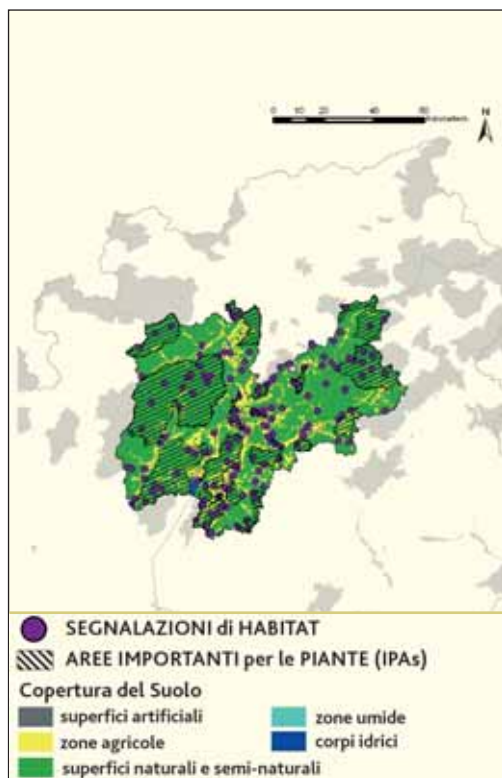 N
0 10 20 40 60
SEGNALAZIONI di HABITAT
AREE IMPORTANTI per le PIANTE (IPAs)
Copertura del Suolo
superfici artificiali
zone umide
zone agricole
corpi idrici
superfici naturali e semi-naturali